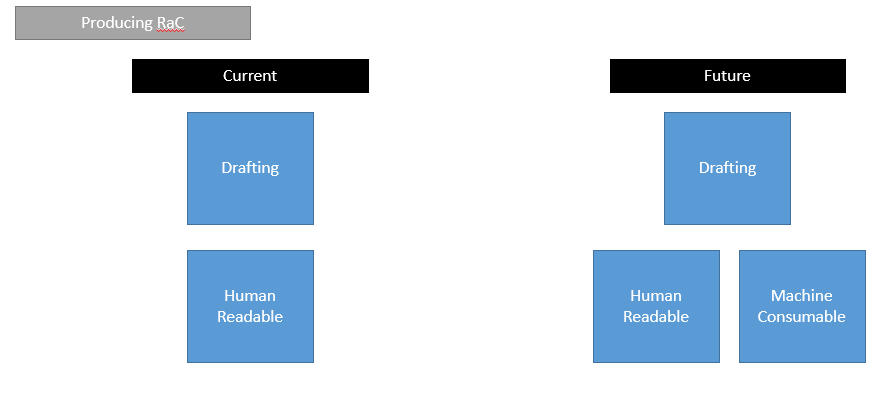 Producing RaC
Current
Future
Drafting
Drafting
Human
Readable
Human
Readable
Machine
Consumable